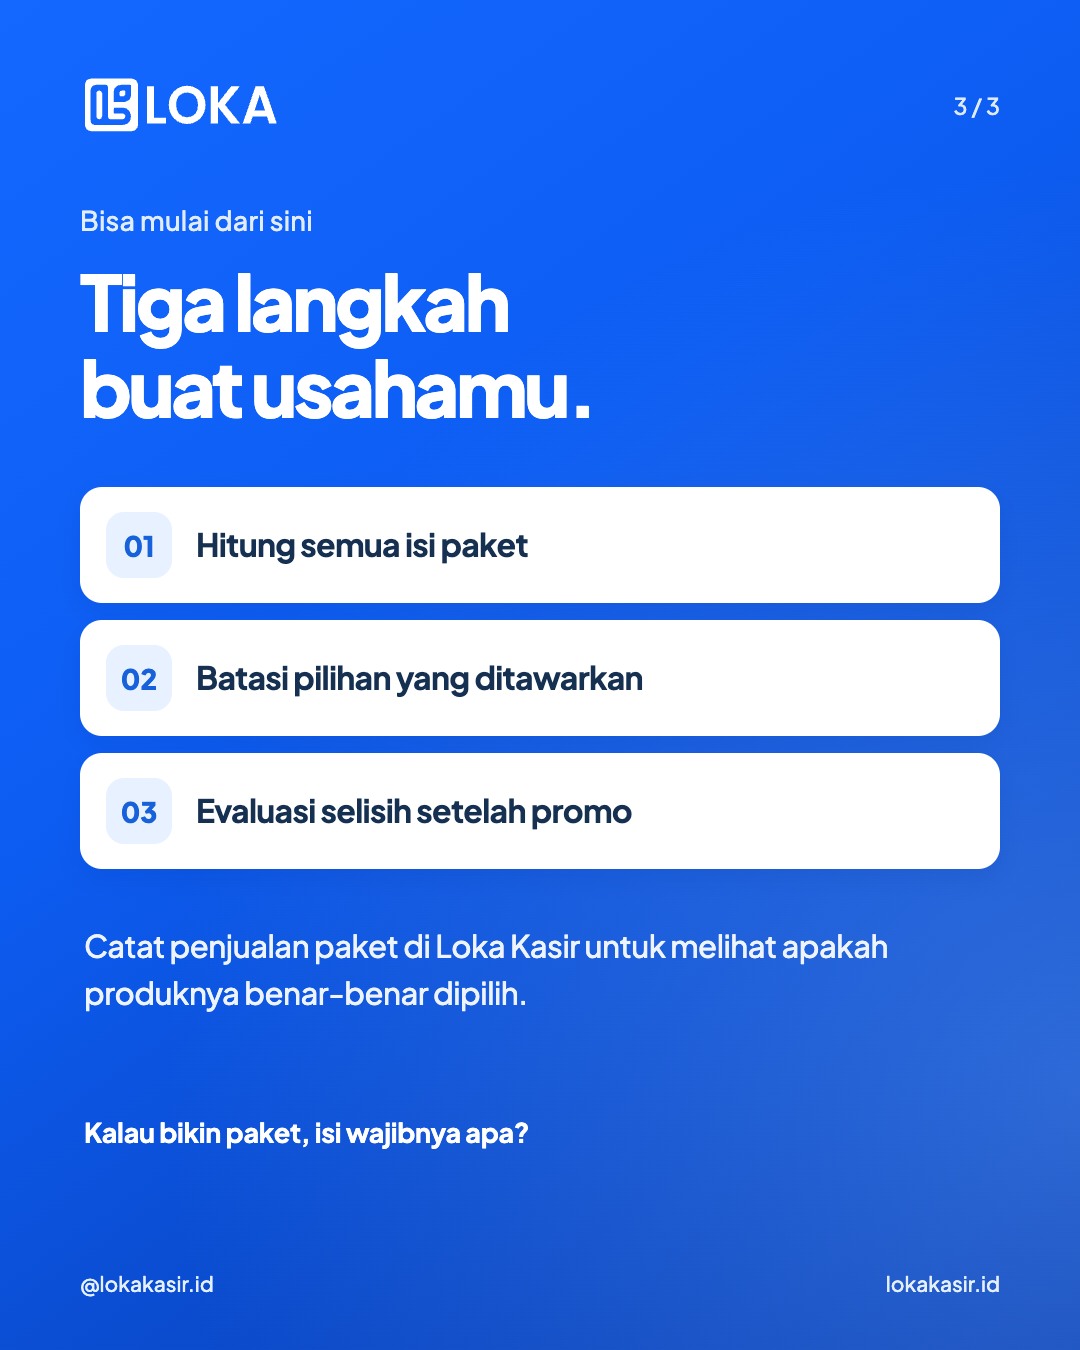 LOKA
3 / 3
Bisa mulai dari sini
Tiga langkah
buat usahamu.
01 Hitung semua isi paket
02 Batasi pilihan yang ditawarkan
03 Evaluasi selisih setelah promo
Catat penjualan paket di Loka Kasir untuk melihat apakah
produknya benar-benar dipilih.
Kalau bikin paket, isi wajibnya apa?
@lokakasir.id
lokakasir.id